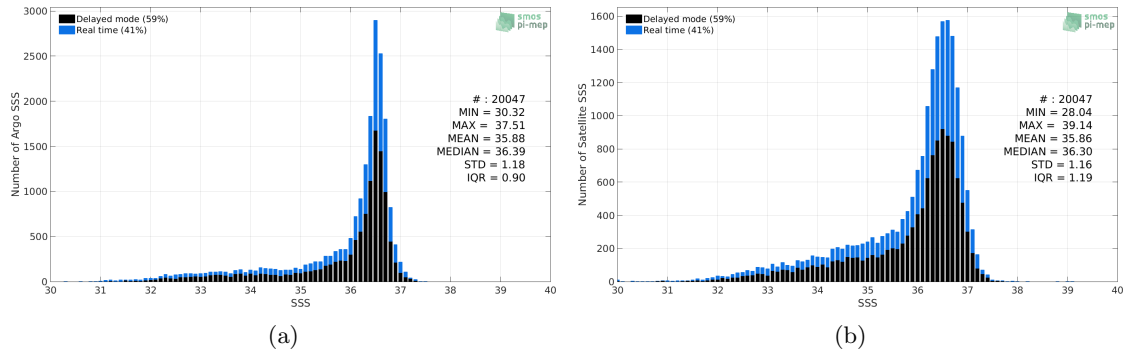 Delayed mode (59%)
Real time (41%)
smos
pi-mep
Number of Argo SSS
3000
2500
2000
1500
1000
500
0
# : 20047
MIN = 30.32
MAX = 37.51
MEAN = 35.88
MEDIAN = 36.39
STD = 1.18
IQR = 0.90
30 31 32 33 34 35 36 37 38 39 40
SSS
(a)
Delayed mode (59%)
Real time (41%)
smos
pi-mep
Number of Satellite SSS
1600
1400
1200
1000
800
600
400
200
0
# : 20047
MIN = 28.04
MAX = 39.14
MEAN = 35.86
MEDIAN = 36.30
STD = 1.16
IQR = 1.19
30 31 32 33 34 35 36 37 38 39 40
SSS
(b)